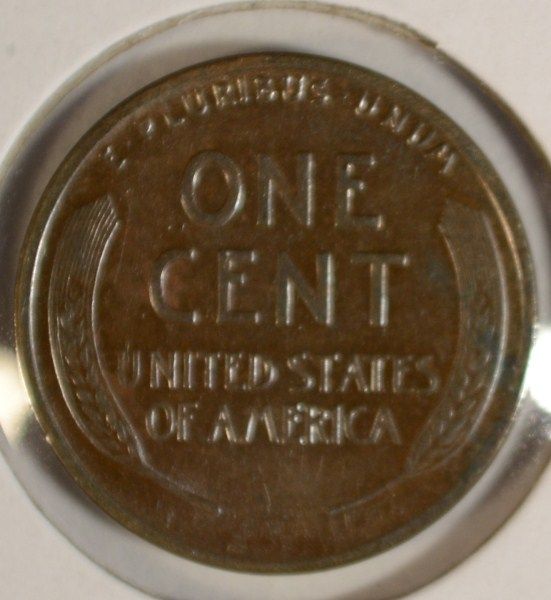 E · PLURIBUS · UNUM
ONE
CENT
UNITED STATES
OF AMERICA